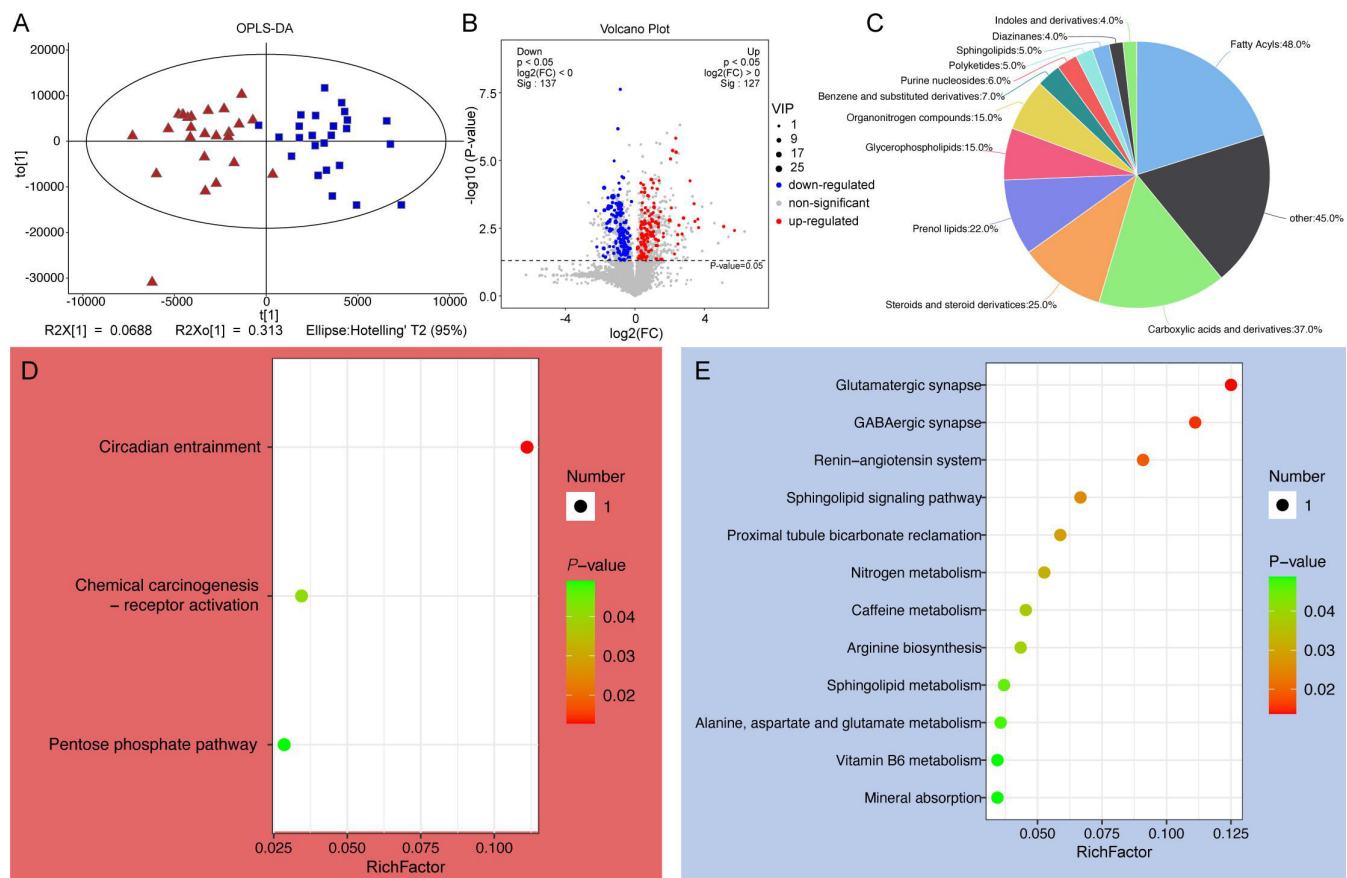 A
OPLS-DA
20000
10000
0
-10000
-20000
-30000
to[1]
-10000
-5000
0
5000
10000
t[1]
R2X[1] = 0.0688 R2Xo[1] = 0.313 Ellipse:Hotelling' T2 (95%)
B
Volcano Plot
Down
p < 0.05
log2(FC) < 0
Sig : 137
Up
p < 0.05
log2(FC) > 0
Sig : 127
7.5
5.0
2.5
0.0
-log10 (P-value)
P-value=0.05
-4
0
4
log2(FC)
VIP
1
9
17
25
down-regulated
non-significant
up-regulated
C
Indoles and derivatives:4.0%
Diazinanes:4.0%
Sphingolipids:5.0%
Polyketides:5.0%
Purine nucleosides:6.0%
Benzene and substituted derivatives:7.0%
Organonitrogen compounds:15.0%
Glycerophospholipids:15.0%
Prenol lipids:22.0%
Steroids and steroid derivatives:25.0%
Carboxylic acids and derivatives:37.0%
other:45.0%
Fatty Acyls:48.0%
D
Circadian entrainment
Chemical carcinogenesis
– receptor activation
Pentose phosphate pathway
0.025
0.050
0.075
0.100
RichFactor
Number
1
P−value
0.04
0.03
0.02
E
Glutamatergic synapse
GABAergic synapse
Renin−angiotensin system
Sphingolipid signaling pathway
Proximal tubule bicarbonate reclamation
Nitrogen metabolism
Caffeine metabolism
Arginine biosynthesis
Sphingolipid metabolism
Alanine, aspartate and glutamate metabolism
Vitamin B6 metabolism
Mineral absorption
0.050
0.075
0.100
0.125
RichFactor
Number
1
P−value
0.04
0.03
0.02